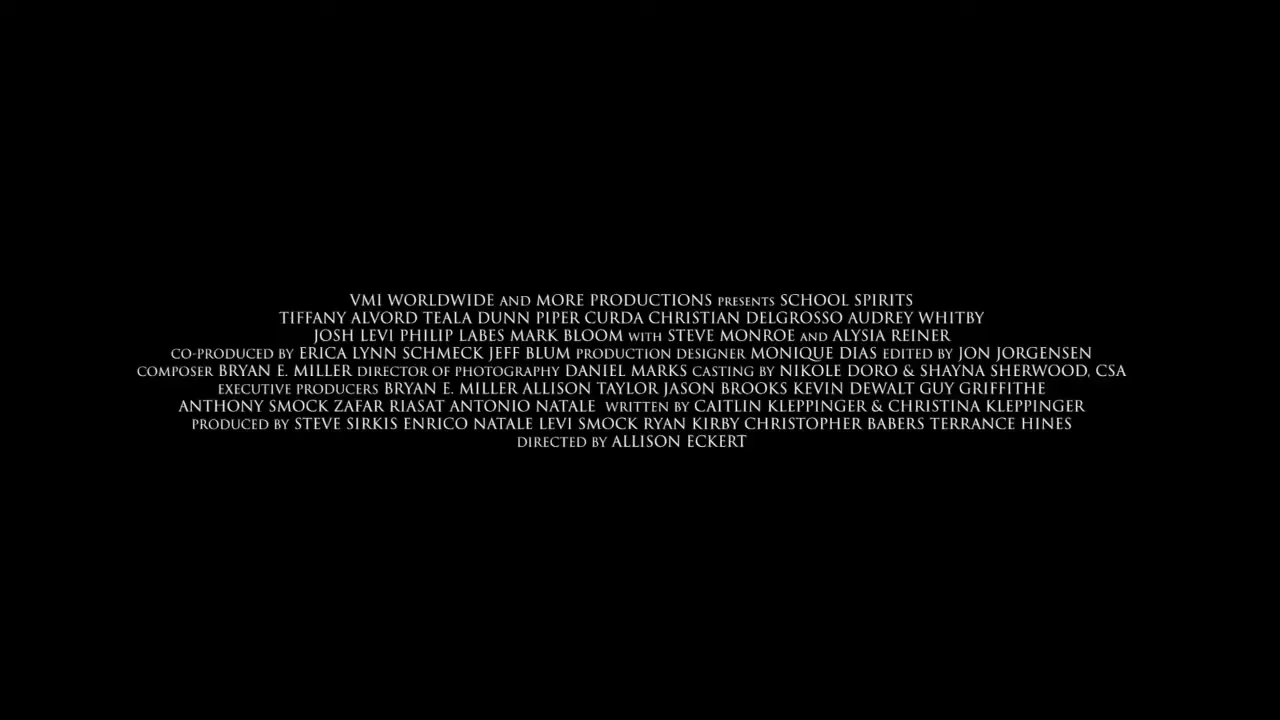 VMI WORLDWIDE AND MORE PRODUCTIONS PRESENTS SCHOOL SPIRITS
TIFFANY ALVORD TEALA DUNN PIPER CURDA CHRISTIAN DELGROSSO AUDREY WHITBY
JOSH LEVI PHILIP LABES MARK BLOOM WITH STEVE MONROE AND ALYSIA REINER
CO-PRODUCED BY ERICA LYNN SCHMECK JEFF BLUM PRODUCTION DESIGNER MONIQUE DIAS EDITED BY JON JORGENSEN
COMPOSER BRYAN E. MILLER DIRECTOR OF PHOTOGRAPHY DANIEL MARKS CASTING BY NIKOLE DORO & SHAYNA SHERWOOD, CSA
EXECUTIVE PRODUCERS BRYAN E. MILLER ALLISON TAYLOR JASON BROOKS KEVIN DEWALT GUY GRIFFITHE
ANTHONY SMOCK ZAFAR RIASAT ANTONIO NATALE WRITTEN BY CAITLIN KLEPPINGER & CHRISTINA KLEPPINGER
PRODUCED BY STEVE SIRKIS ENRICO NATALE LEVI SMOCK RYAN KIRBY CHRISTOPHER BABERS TERRANCE HINES
DIRECTED BY ALLISON ECKERT